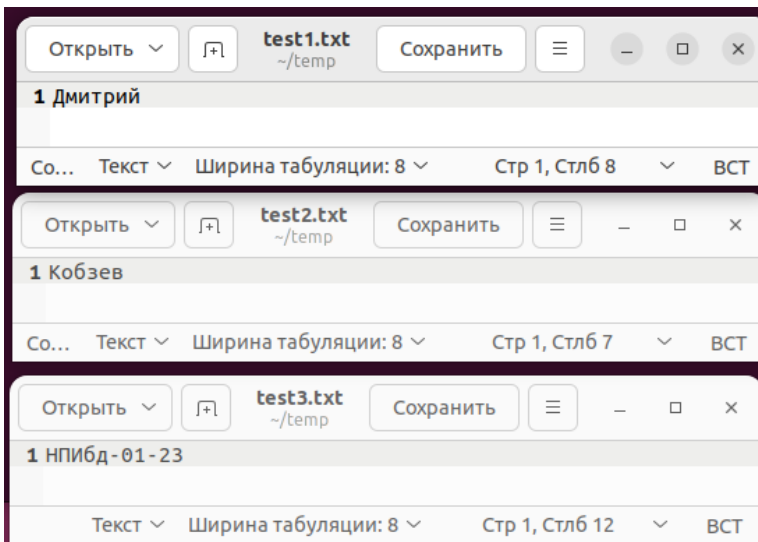 Открыть test1.txt Сохранить
~/temp
1 Дмитрий
Со... Текст Ширина табуляции: 8 Стр 1, Стлб 8 ВСТ
Открыть test2.txt Сохранить
~/temp
1 Кобзев
Со... Текст Ширина табуляции: 8 Стр 1, Стлб 7 ВСТ
Открыть test3.txt Сохранить
~/temp
1 НПИбд-01-23
Текст Ширина табуляции: 8 Стр 1, Стлб 12 ВСТ